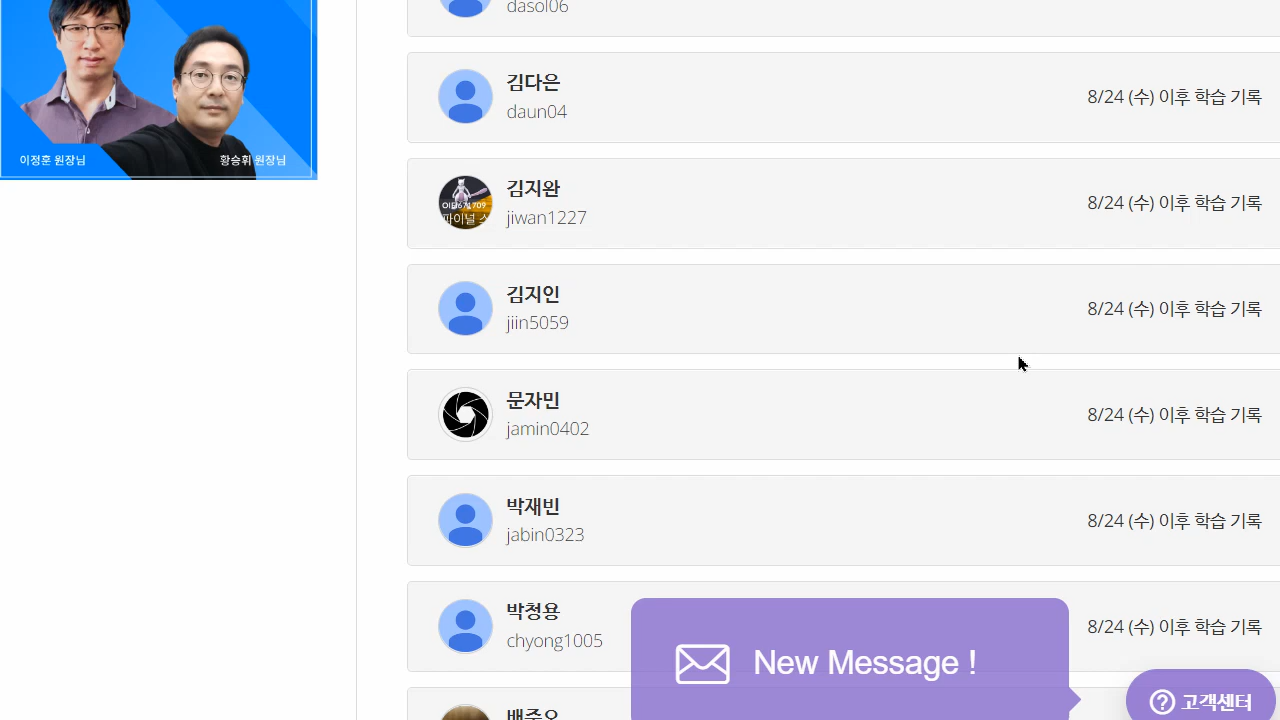 이정훈 원장님
황승휘 원장님
dasol06
김다은
daun04
8/24 (수) 이후 학습 기록
김지완
jiwan1227
8/24 (수) 이후 학습 기록
김지인
jiin5059
8/24 (수) 이후 학습 기록
문자민
jamin0402
8/24 (수) 이후 학습 기록
박재빈
jabin0323
8/24 (수) 이후 학습 기록
박청용
chyong1005
8/24 (수) 이후 학습 기록
New Message !
고객센터